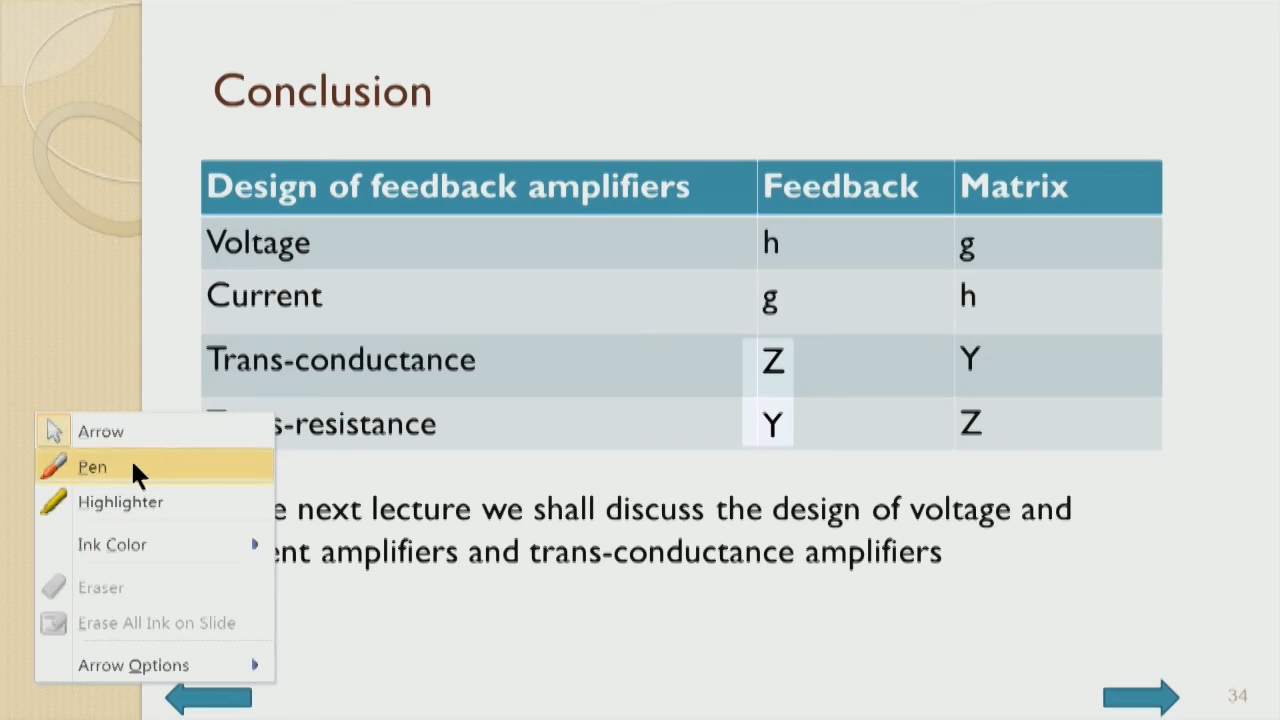 Conclusion
Design of feedback amplifiers Feedback Matrix
Voltage h g
Current g h
Trans-conductance Z Y
s-resistance Y Z
e next lecture we shall discuss the design of voltage and
ent amplifiers and trans-conductance amplifiers
Arrow
Pen
Highlighter
Ink Color
Eraser
Erase All Ink on Slide
Arrow Options
34